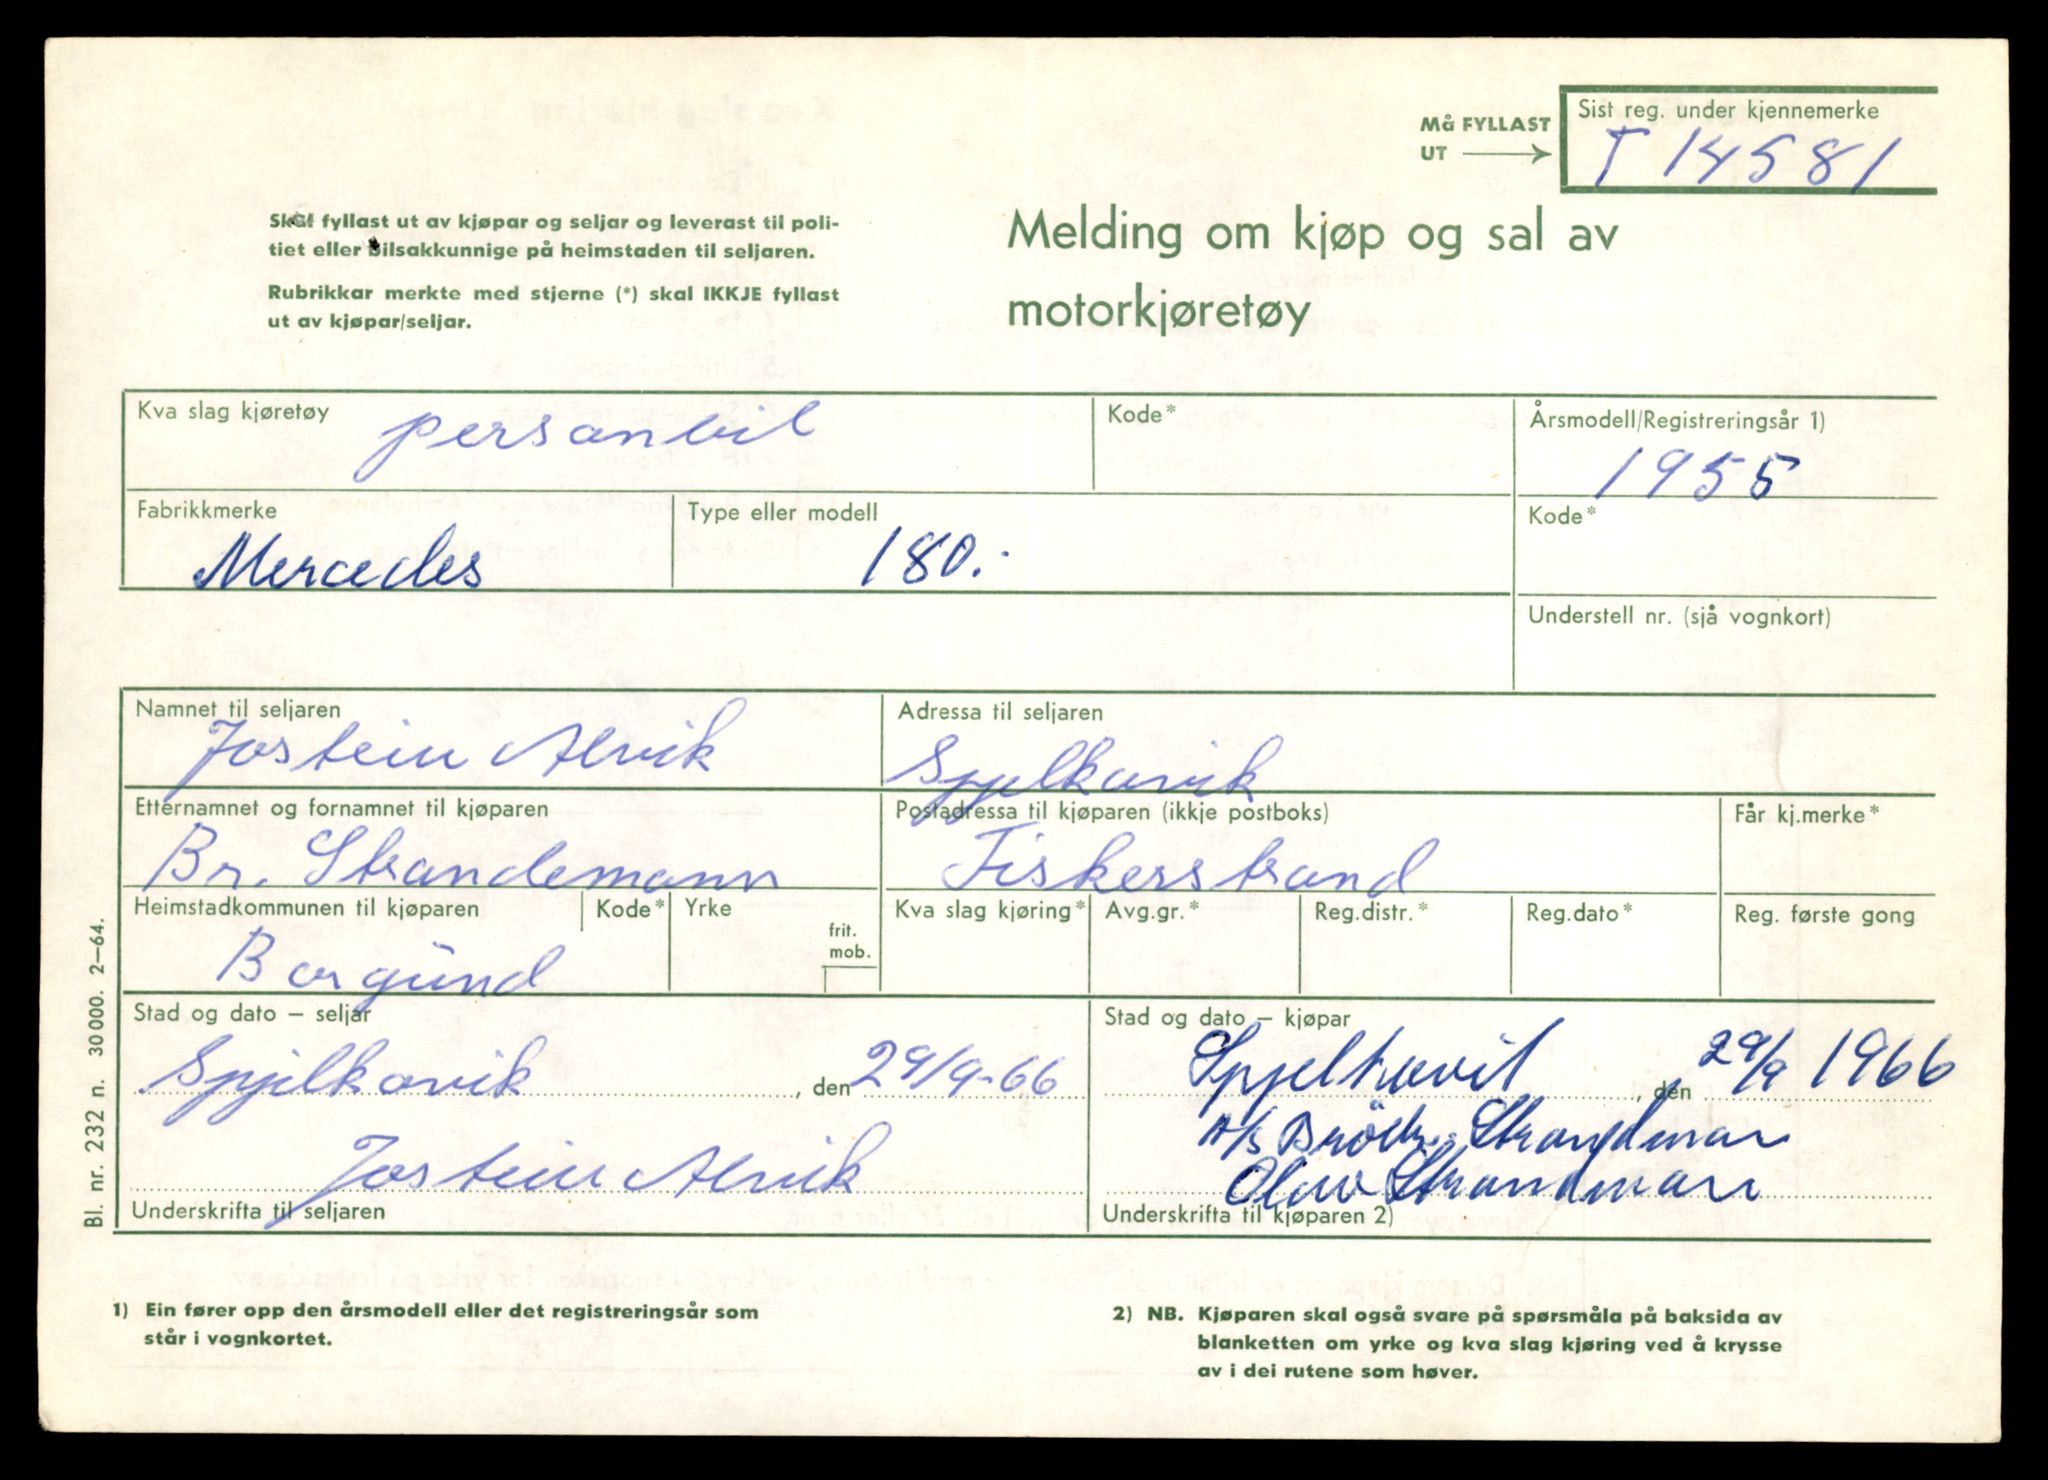 Må FYLLAST
UT
Sist reg. under kjennemerke
T 14581
Skal fyllast ut av kjøpar og seljar og leverast til poli-
tiet eller bilsakkunnige på heimstaden til seljaren.
Rubrikkar merkte med stjerne (*) skal IKKJE fyllast
ut av kjøpar/seljar.
Melding om kjøp og sal av
motorkjøretøy
Kva slag kjøretøy
personbil
Kode*
Årsmodell/Registreringsår 1)
1955
Fabrikkmerke
Mercedes
Type eller modell
180.-
Kode*
Understell nr. (sjå vognkort)
Namnet til seljaren
Jostein Alvik
Adressa til seljaren
Spjelkavik
Etternamnet og fornamnet til kjøparen
Br. Strandemann
Postadressa til kjøparen (ikkje postboks)
Fiskerstrand
Får kj.merke*
Heimstadkommunen til kjøparen
Borgund
Kode*
Yrke
frit.
mob.
Kva slag kjøring*
Avg.gr.*
Reg.distr.*
Reg.dato*
Reg. første gong
Stad og dato – seljar
Spjelkavik, den 29/9-66
Jostein Alvik
Underskrifta til seljaren
Stad og dato – kjøpar
Spjelkavik, den 29/9 1966
A/S Brödr. Strandman
Olav Strandman
Underskrifta til kjøparen 2)
Bl. nr. 232 n. 30 000. 2–64.
1) Ein fører opp den årsmodell eller det registreringsår som
står i vognkortet.
2) NB. Kjøparen skal også svare på spørsmåla på baksida av
blanketten om yrke og kva slag kjøring ved å krysse
av i dei rutene som høver.